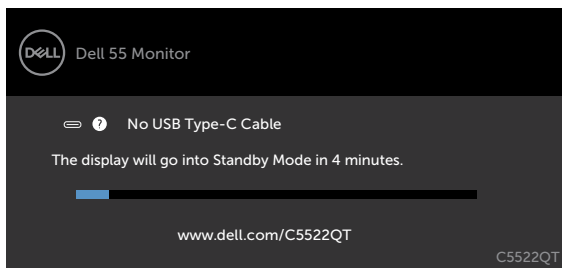 DELL
Dell 55 Monitor
? No USB Type-C Cable
The display will go into Standby Mode in 4 minutes.
www.dell.com/C5522QT
C5522QT